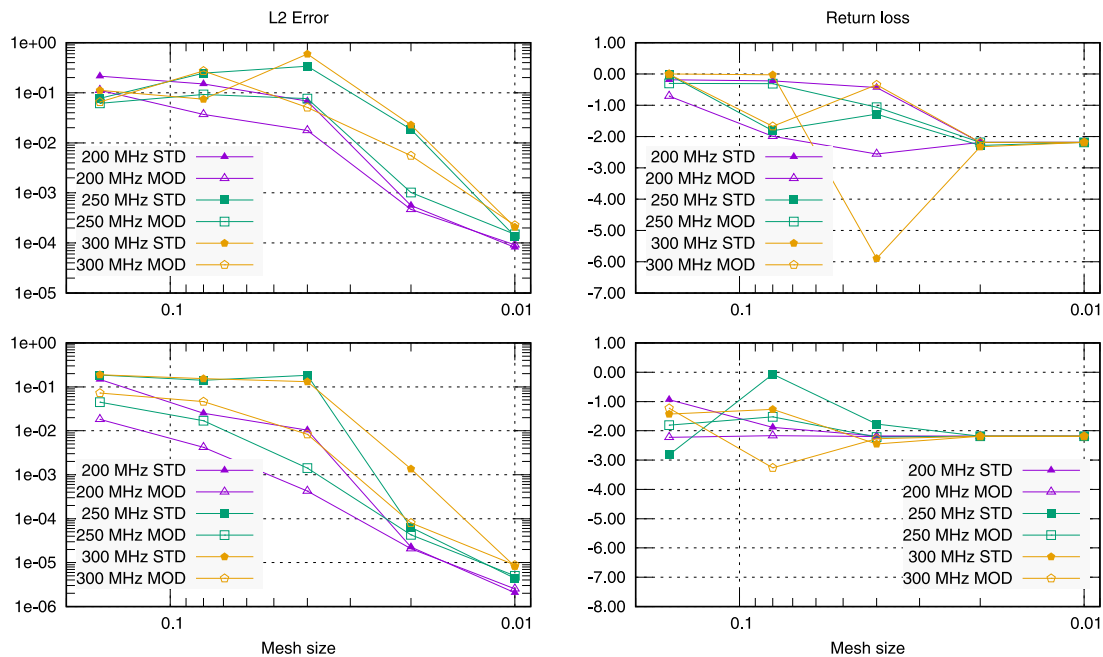 L2 Error
1e+00
1e-01
1e-02
1e-03
1e-04
1e-05
0.1
0.01
200 MHz STD
200 MHz MOD
250 MHz STD
250 MHz MOD
300 MHz STD
300 MHz MOD
Return loss
1.00
0.00
-1.00
-2.00
-3.00
-4.00
-5.00
-6.00
-7.00
0.1
0.01
200 MHz STD
200 MHz MOD
250 MHz STD
250 MHz MOD
300 MHz STD
300 MHz MOD
1e+00
1e-01
1e-02
1e-03
1e-04
1e-05
1e-06
0.1
0.01
Mesh size
200 MHz STD
200 MHz MOD
250 MHz STD
250 MHz MOD
300 MHz STD
300 MHz MOD
1.00
0.00
-1.00
-2.00
-3.00
-4.00
-5.00
-6.00
-7.00
-8.00
0.1
0.01
Mesh size
200 MHz STD
200 MHz MOD
250 MHz STD
250 MHz MOD
300 MHz STD
300 MHz MOD